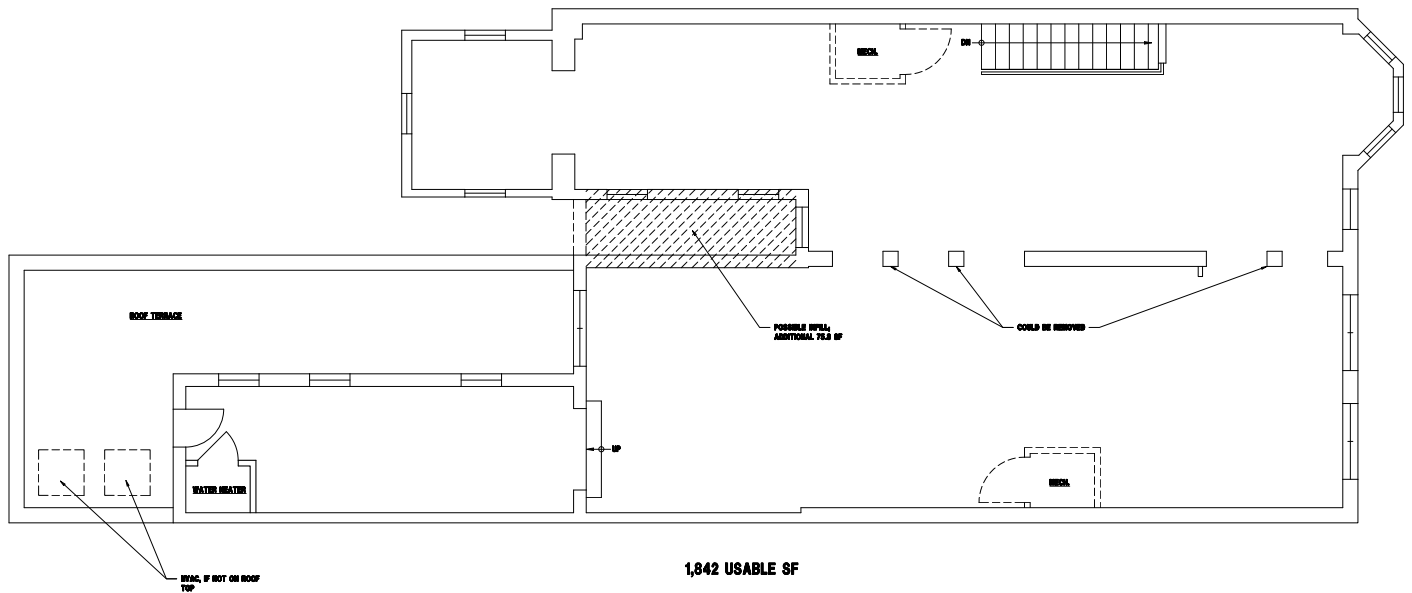 MECH.
DN
ROOF TERRACE
POSSIBLE INFILL,
ADDITIONAL 75.8 SF
COULD BE REMOVED
UP
WATER HEATER
MECH.
HVAC, IF NOT ON ROOF
TOP
1,842 USABLE SF